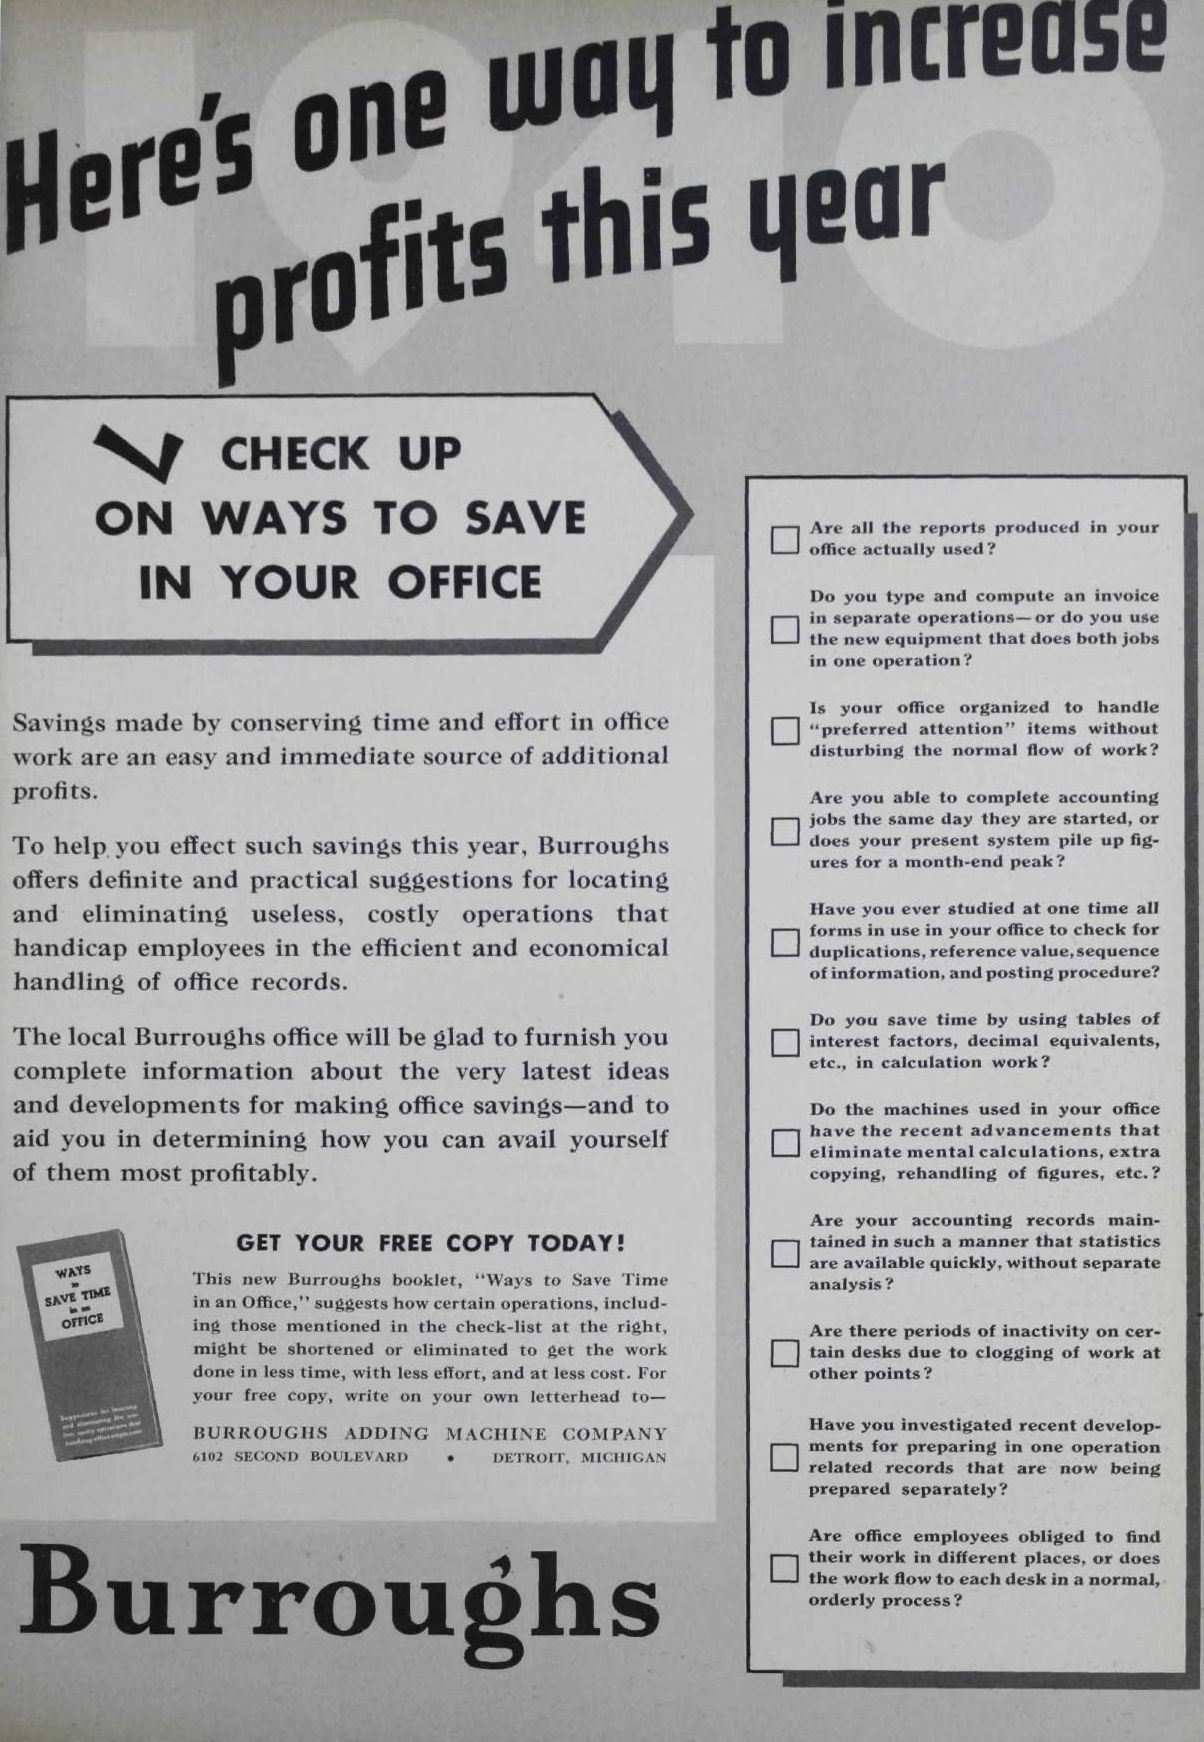 1940
Here's one way to increase
profits this year
CHECK UP
ON WAYS TO SAVE
IN YOUR OFFICE
Savings made by conserving time and effort in office
work are an easy and immediate source of additional
profits.
To help you effect such savings this year, Burroughs
offers definite and practical suggestions for locating
and eliminating useless, costly operations that
handicap employees in the efficient and economical
handling of office records.
The local Burroughs office will be glad to furnish you
complete information about the very latest ideas
and developments for making office savings—and to
aid you in determining how you can avail yourself
of them most profitably.
WAYS
to
SAVE TIME
in an
OFFICE
GET YOUR FREE COPY TODAY!
This new Burroughs booklet, "Ways to Save Time
in an Office," suggests how certain operations, includ-
ing those mentioned in the check-list at the right,
might be shortened or eliminated to get the work
done in less time, with less effort, and at less cost. For
your free copy, write on your own letterhead to—
BURROUGHS ADDING MACHINE COMPANY
6102 SECOND BOULEVARD • DETROIT, MICHIGAN
Burroughs
Are all the reports produced in your
office actually used?
Do you type and compute an invoice
in separate operations—or do you use
the new equipment that does both jobs
in one operation?
Is your office organized to handle
"preferred attention" items without
disturbing the normal flow of work?
Are you able to complete accounting
jobs the same day they are started, or
does your present system pile up fig-
ures for a month-end peak?
Have you ever studied at one time all
forms in use in your office to check for
duplications, reference value, sequence
of information, and posting procedure?
Do you save time by using tables of
interest factors, decimal equivalents,
etc., in calculation work?
Do the machines used in your office
have the recent advancements that
eliminate mental calculations, extra
copying, rehandling of figures, etc.?
Are your accounting records main-
tained in such a manner that statistics
are available quickly, without separate
analysis?
Are there periods of inactivity on cer-
tain desks due to clogging of work at
other points?
Have you investigated recent develop-
ments for preparing in one operation
related records that are now being
prepared separately?
Are office employees obliged to find
their work in different places, or does
the work flow to each desk in a normal,
orderly process?